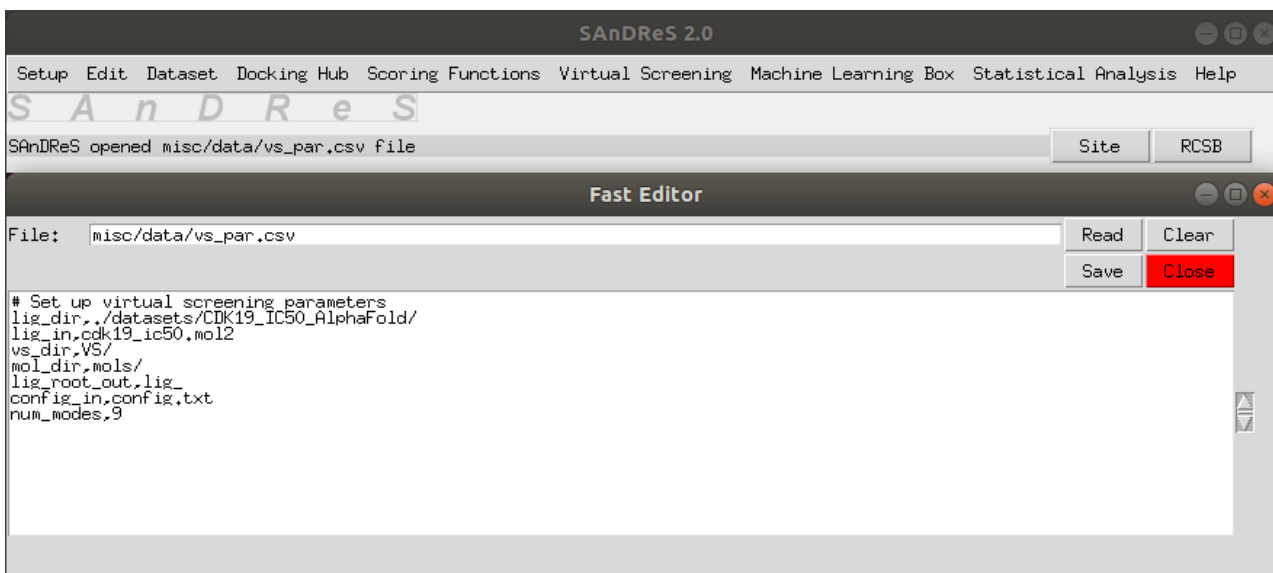 SAnDReS 2.0
Setup Edit Dataset Docking Hub Scoring Functions Virtual Screening Machine Learning Box Statistical Analysis Help
S A n D R e S
SAnDReS opened misc/data/vs_par.csv file Site RCSB
Fast Editor
File: misc/data/vs_par.csv Read Clear
Save Close
# Set up virtual screening parameters
lig_dir,./datasets/CDK19_IC50_AlphaFold/
lig_in,cdk19_ic50.mol2
vs_dir,VS/
mol_dir,mols/
lig_root_out,lig_
config_in,config.txt
num_modes,9